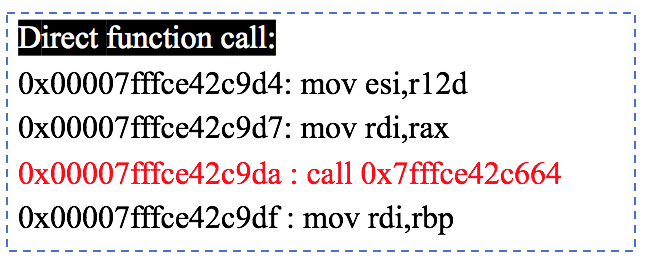 Direct function call:
0x00007fffce42c9d4: mov esi,r12d
0x00007fffce42c9d7: mov rdi,rax
0x00007fffce42c9da : call 0x7fffce42c664
0x00007fffce42c9df : mov rdi,rbp